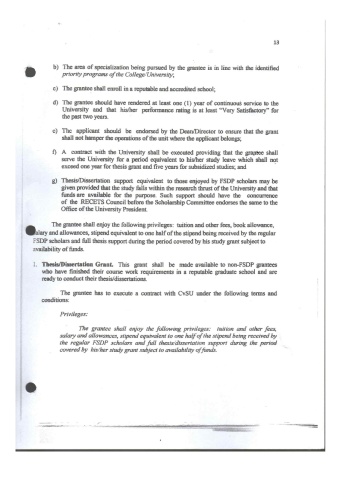 13
b) The area of specialization being pursued by the grantee is in line with the identified
priority programs of the College/University;
c) The grantee shall enroll in a reputable and accredited school;
d) The grantee should have rendered at least one (1) year of continuous service to the
University and that his/her performance rating is at least "Very Satisfactory" for
the past two years.
e) The applicant should be endorsed by the Dean/Director to ensure that the grant
shall not hamper the operations of the unit where the applicant belongs;
f) A contract with the University shall be executed providing that the grantee shall
serve the University for a period equivalent to his/her study leave which shall not
exceed one year for thesis grant and five years for subsidized studies; and
g) Thesis/Dissertation support equivalent to those enjoyed by FSDP scholars may be
given provided that the study falls within the research thrust of the University and that
funds are available for the purpose. Such support should have the concurrence
of the RECETS Council before the Scholarship Committee endorses the same to the
Office of the University President.
The grantee shall enjoy the following privileges: tuition and other fees, book allowance,
salary and allowances, stipend equivalent to one half of the stipend being received by the regular
FSDP scholars and full thesis support during the period covered by his study grant subject to
availability of funds.
1. Thesis/Dissertation Grant. This grant shall be made available to non-FSDP grantees
who have finished their course work requirements in a reputable graduate school and are
ready to conduct their thesis/dissertations.
The grantee has to execute a contract with CvSU under the following terms and
conditions:
Privileges:
The grantee shall enjoy the following privileges: tuition and other fees,
salary and allowances, stipend equivalent to one half of the stipend being received by
the regular FSDP scholars and full thesis/dissertation support during the period
covered by his/her study grant subject to availability of funds.